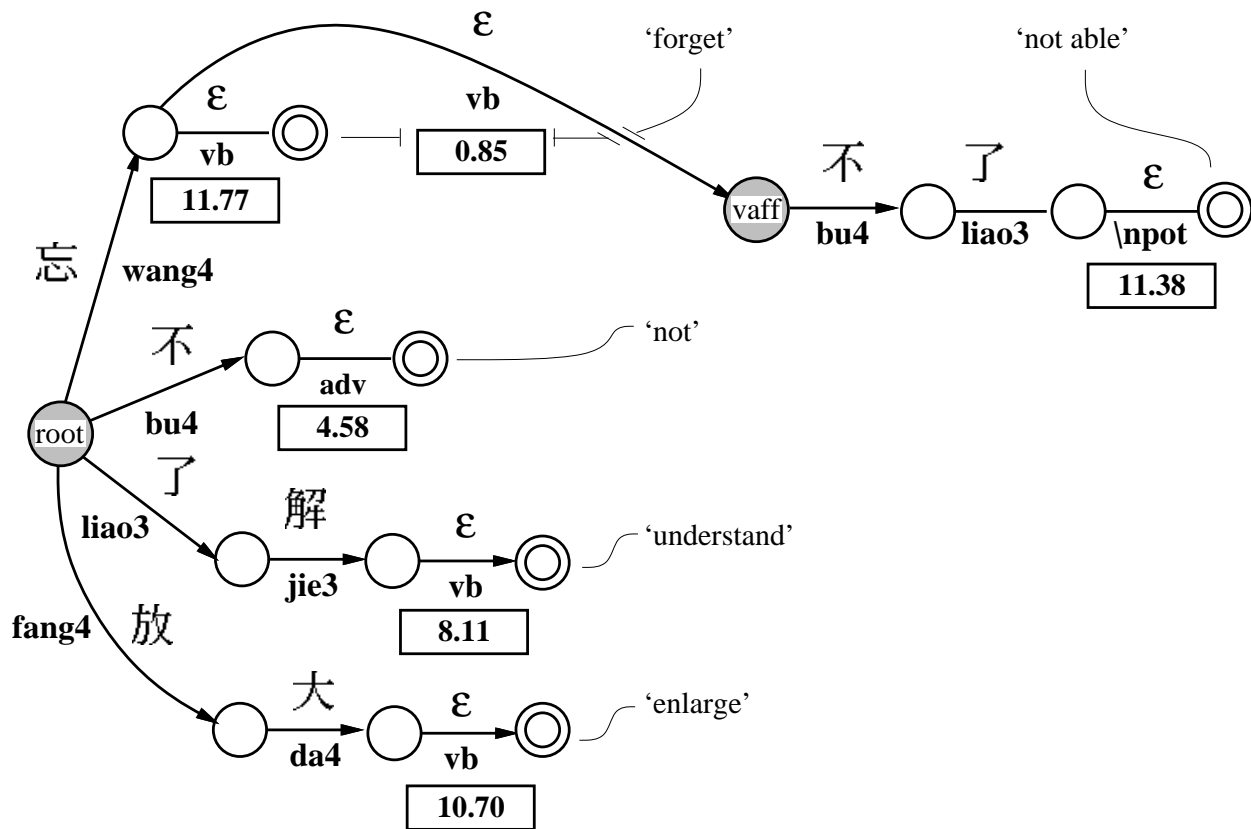 ε
‘forget’
‘not able’
ε
vb
vb
0.85
11.77
不
了
ε
vaff
bu4
liao3
\npot
11.38
忘
wang4
不
ε
‘not’
bu4
adv
4.58
root
了
解
ε
‘understand’
liao3
jie3
vb
8.11
fang4
放
大
ε
‘enlarge’
da4
vb
10.70